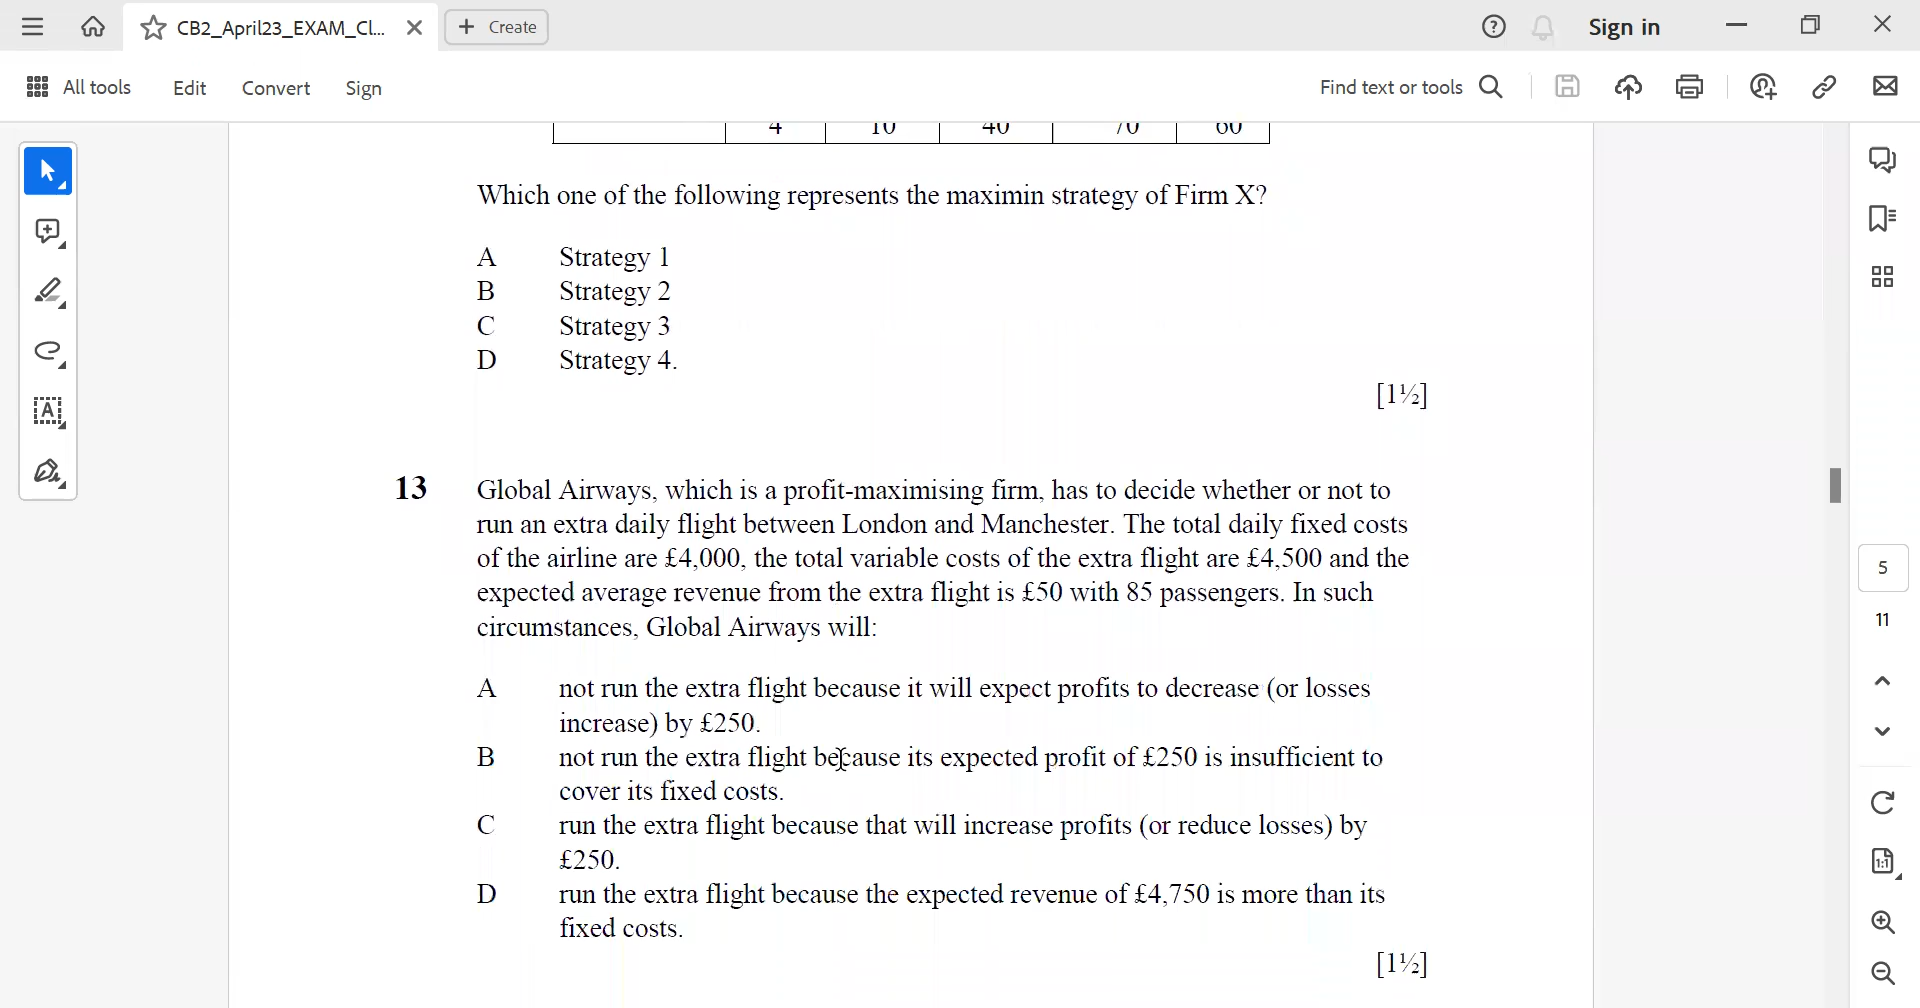 CB2_April23_EXAM_Cl...
Create
Sign in
All tools
Edit
Convert
Sign
Find text or tools
4 10 40 70 60
Which one of the following represents the maximin strategy of Firm X?
A Strategy 1
B Strategy 2
C Strategy 3
D Strategy 4.
[1½]
13 Global Airways, which is a profit-maximising firm, has to decide whether or not to
run an extra daily flight between London and Manchester. The total daily fixed costs
of the airline are £4,000, the total variable costs of the extra flight are £4,500 and the
expected average revenue from the extra flight is £50 with 85 passengers. In such
circumstances, Global Airways will:
A not run the extra flight because it will expect profits to decrease (or losses
increase) by £250.
B not run the extra flight because its expected profit of £250 is insufficient to
cover its fixed costs.
C run the extra flight because that will increase profits (or reduce losses) by
£250.
D run the extra flight because the expected revenue of £4,750 is more than its
fixed costs.
[1½]
5
11
1:1